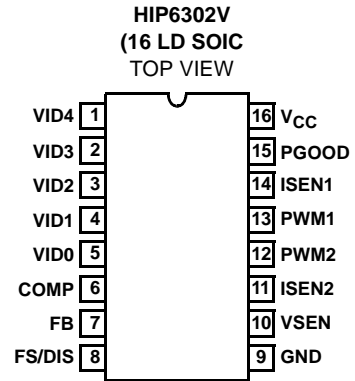 HIP6302V
(16 LD SOIC
TOP VIEW
VID4 1
VID3 2
VID2 3
VID1 4
VID0 5
COMP 6
FB 7
FS/DIS 8
16 VCC
15 PGOOD
14 ISEN1
13 PWM1
12 PWM2
11 ISEN2
10 VSEN
9 GND